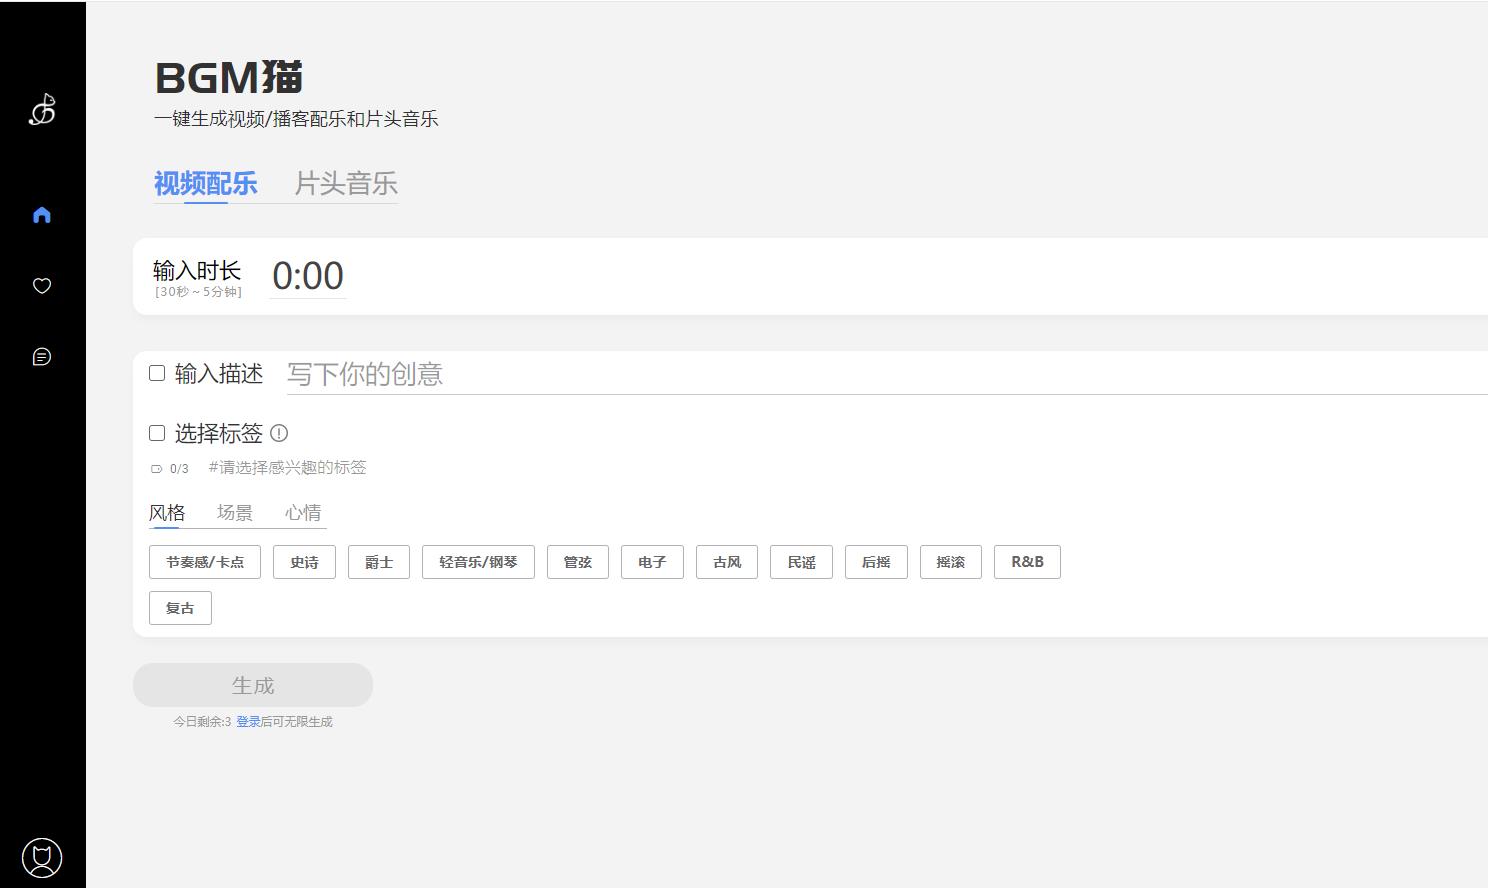 BGM猫
一键生成视频/播客配乐和片头音乐
视频配乐 片头音乐
输入时长 0:00
[30秒～5分钟]
输入描述 写下你的创意
选择标签
0/3 #请选择感兴趣的标签
风格 场景 心情
节奏感/卡点 史诗 爵士 轻音乐/钢琴 管弦 电子 古风 民谣 后摇 摇滚 R&B
复古
生成
今日剩余:3 登录后可无限生成